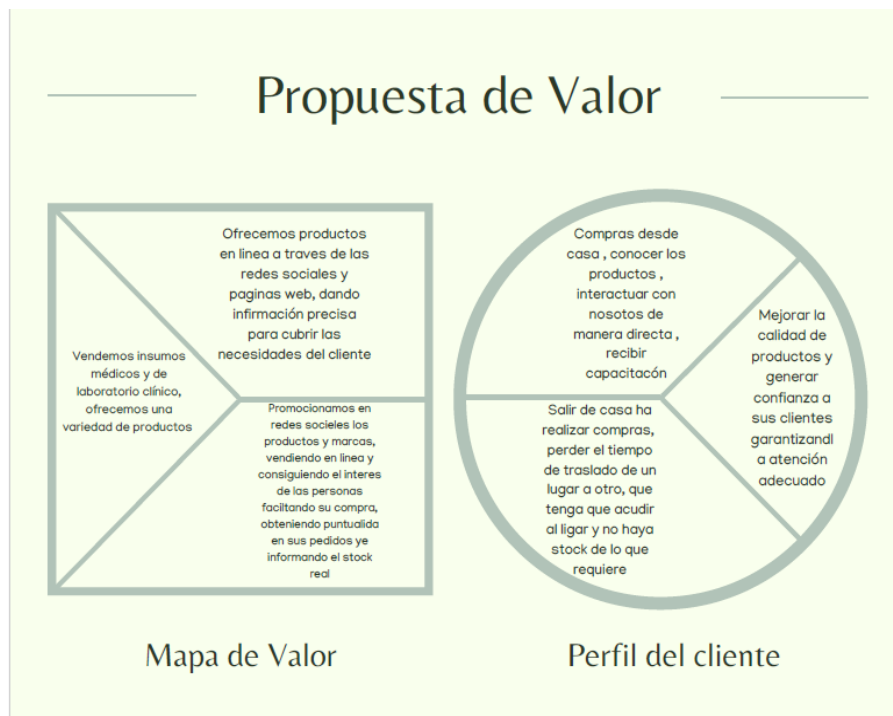 Propuesta de Valor
Ofrecemos productos
en linea a traves de las
redes sociales y
paginas web, dando
infirmación precisa
para cubrir las
necesidades del cliente
Vendemos insumos
médicos y de
laboratorio clínico,
ofrecemos una
variedad de productos
Promocionamos en
redes socieles los
productos y marcas,
vendiendo en linea y
consiguiendo el interes
de las personas
faciltando su compra,
obteniendo puntualida
en sus pedidos ye
informando el stock
real
Mapa de Valor
Compras desde
casa , conocer los
productos ,
interactuar con
nosotos de
manera directa ,
recibir
capacitacón
Mejorar la
calidad de
productos y
generar
confianza a
sus clientes
garantizandl
a atención
adecuado
Salir de casa ha
realizar compras,
perder el tiempo
de traslado de un
lugar a otro, que
tenga que acudir
al ligar y no haya
stock de lo que
requiere
Perfil del cliente